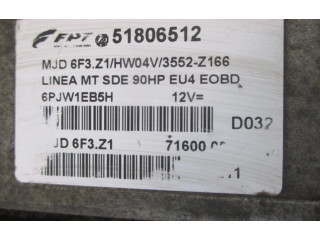 FPT 51806512
MJD 6F3.Z1/HW04V/3552-Z166
LINEA MT SDE 90HP EU4 EOBD
6PJW1EB5H 12V=
D032
JD 6F3.Z1 71600